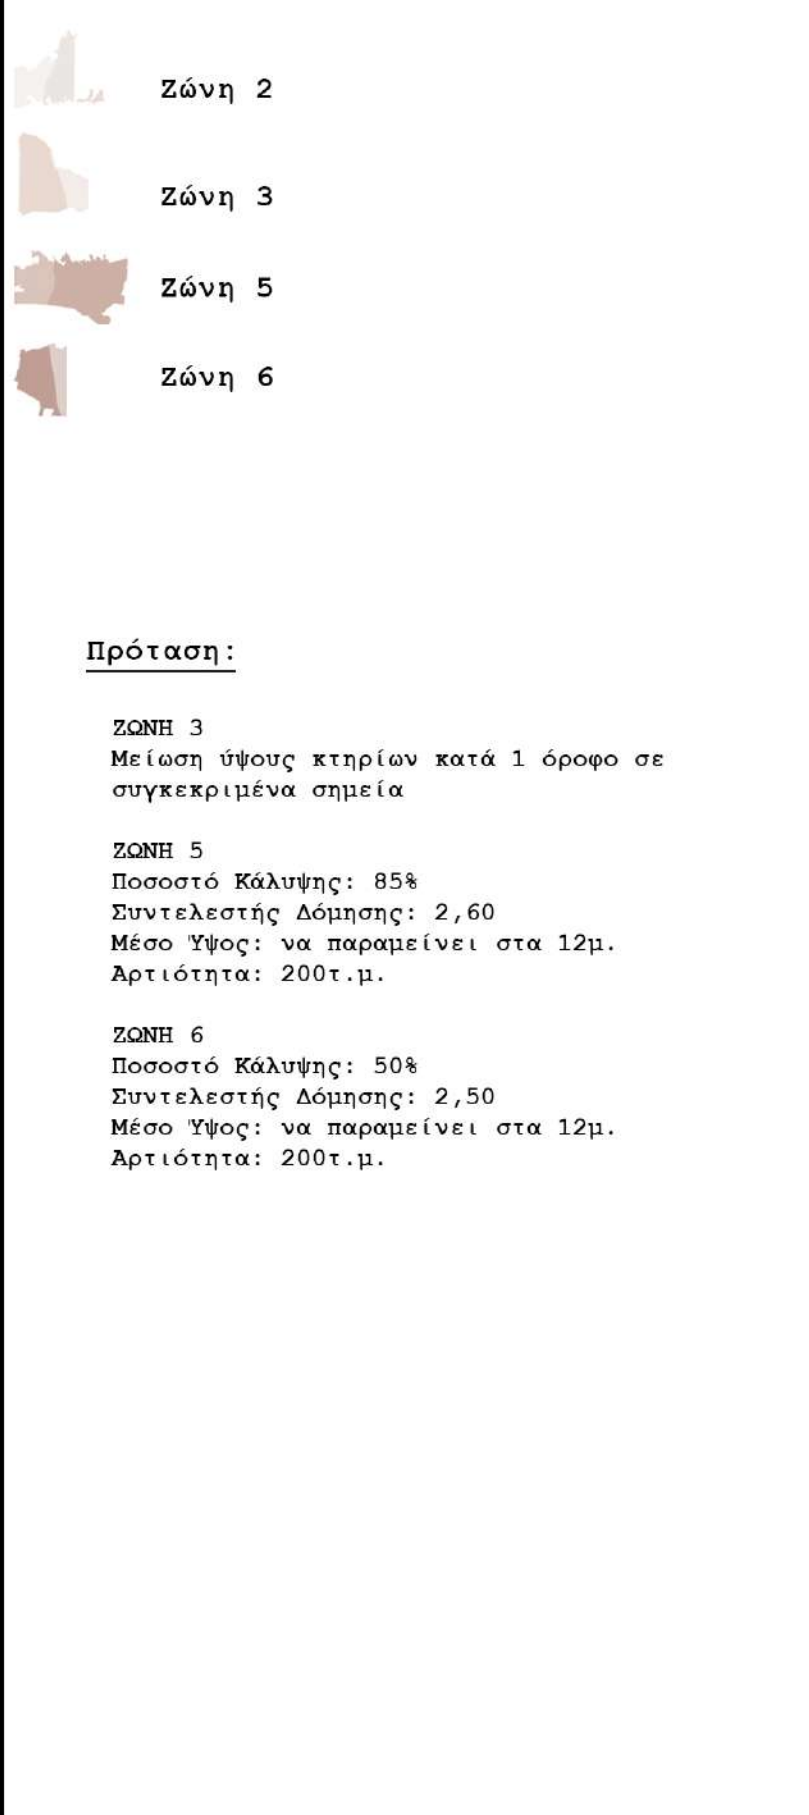 Ζώνη 2
Ζώνη 3
Ζώνη 5
Ζώνη 6
Πρόταση:
ΖΩΝΗ 3
Μείωση ύψους κτηρίων κατά 1 όροφο σε
συγκεκριμένα σημεία
ΖΩΝΗ 5
Ποσοστό Κάλυψης: 85%
Συντελεστής Δόμησης: 2,60
Μέσο Ύψος: να παραμείνει στα 12μ.
Αρτιότητα: 200τ.μ.
ΖΩΝΗ 6
Ποσοστό Κάλυψης: 50%
Συντελεστής Δόμησης: 2,50
Μέσο Ύψος: να παραμείνει στα 12μ.
Αρτιότητα: 200τ.μ.